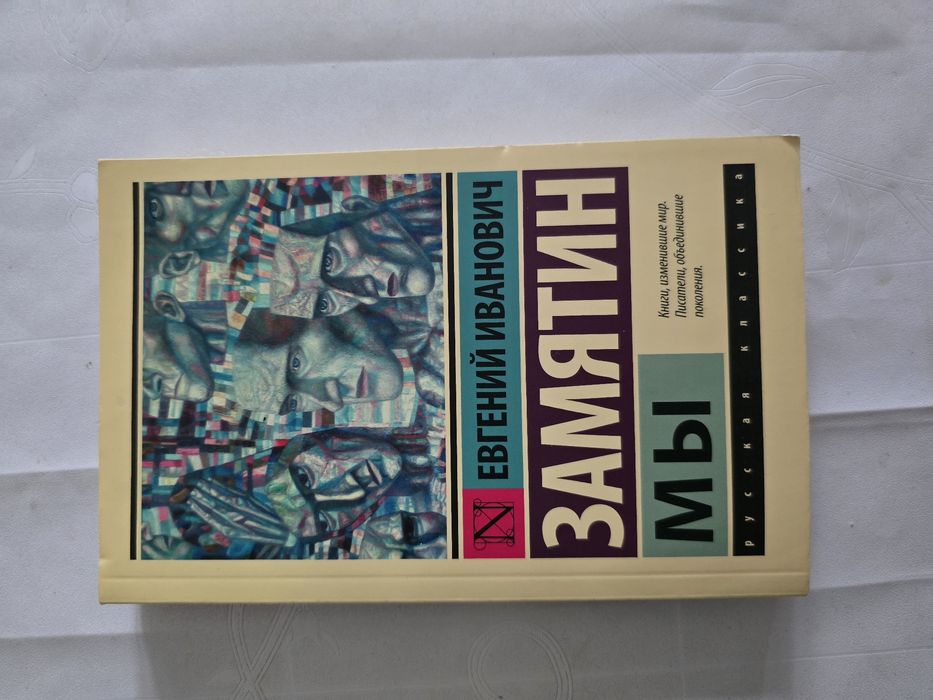 ЕВГЕНИЙ ИВАНОВИЧ
ЗАМЯТИН
МЫ
Книги, изменившие мир.
Писатели, объединившие
поколения.
русская классика